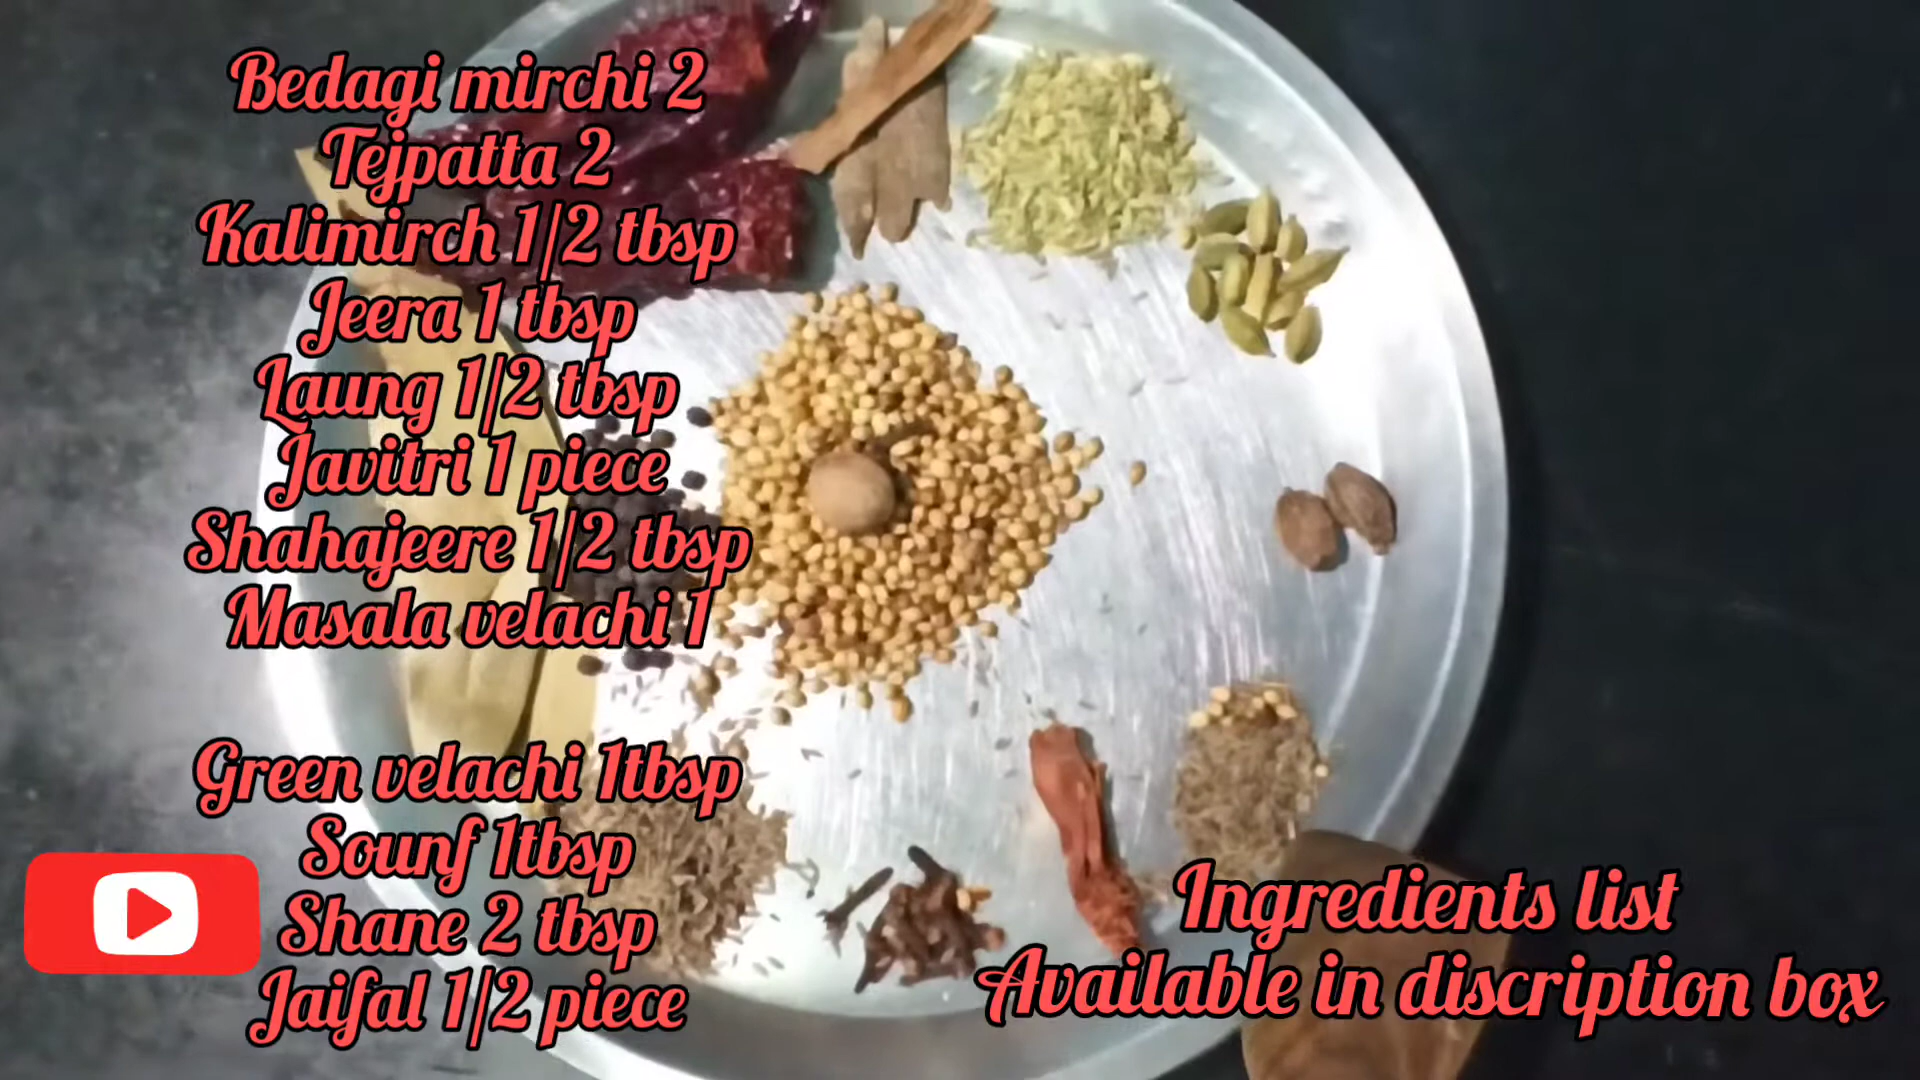 Bedagi mirchi 2
Tejpatta 2
Kalimirch 1/2 tbsp
Jeera 1 tbsp
Laung 1/2 tbsp
Javitri 1 piece
Shahajeere 1/2 tbsp
Masala velachi 1
Green velachi 1tbsp
Sounf 1tbsp
Shane 2 tbsp
Jaifal 1/2 piece
Ingredients list
Available in discription box